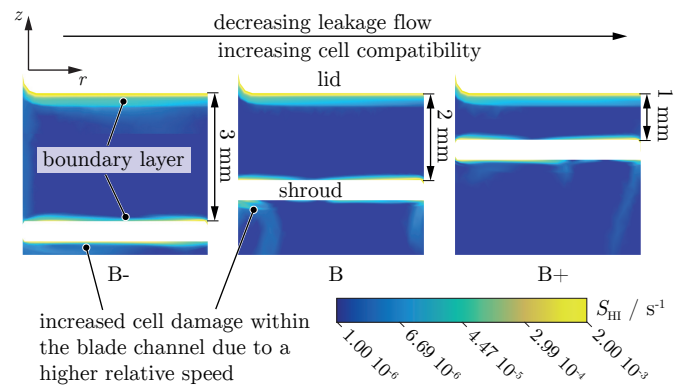 z
decreasing leakage flow
increasing cell compatibility
r
lid
boundary layer
3 mm
2 mm
1 mm
shroud
B-
B
B+
increased cell damage within
the blade channel due to a
higher relative speed
S_HI / s⁻¹
1.00 10⁻⁶
6.69 10⁻⁶
4.47 10⁻⁵
2.99 10⁻⁴
2.00 10⁻³